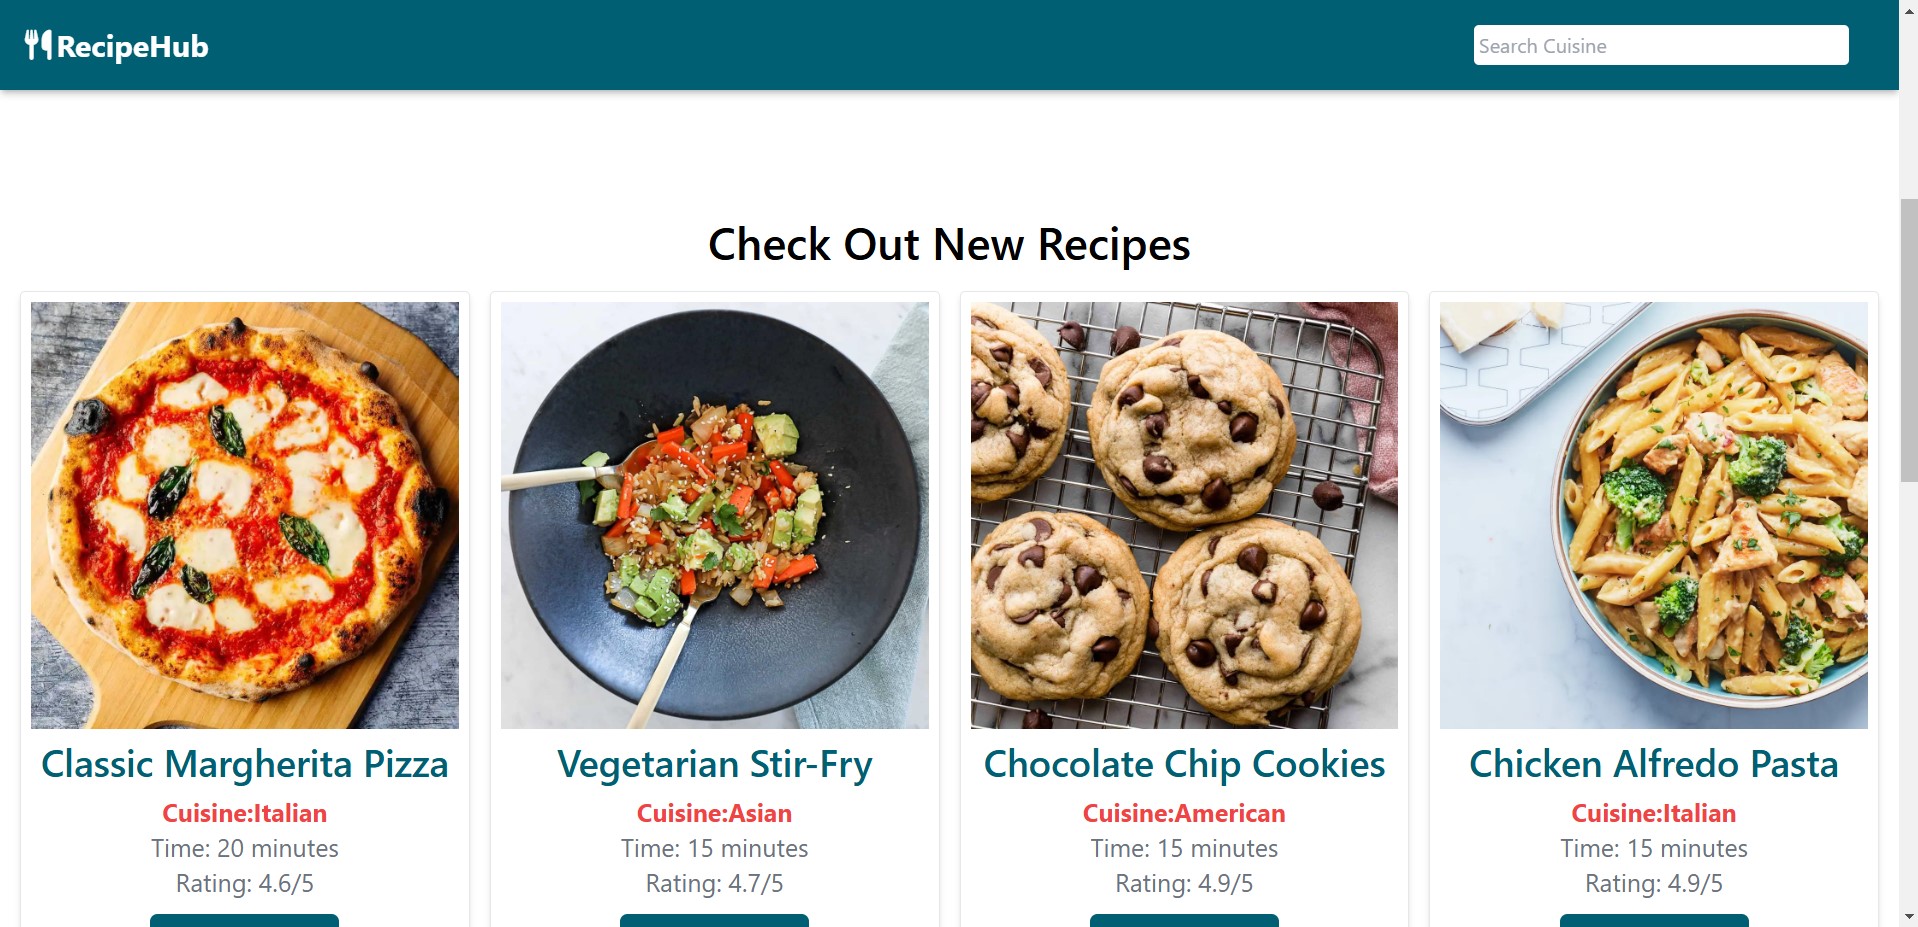 RecipeHub
Search Cuisine
Check Out New Recipes
Classic Margherita Pizza
Cuisine:Italian
Time: 20 minutes
Rating: 4.6/5
Vegetarian Stir-Fry
Cuisine:Asian
Time: 15 minutes
Rating: 4.7/5
Chocolate Chip Cookies
Cuisine:American
Time: 15 minutes
Rating: 4.9/5
Chicken Alfredo Pasta
Cuisine:Italian
Time: 15 minutes
Rating: 4.9/5